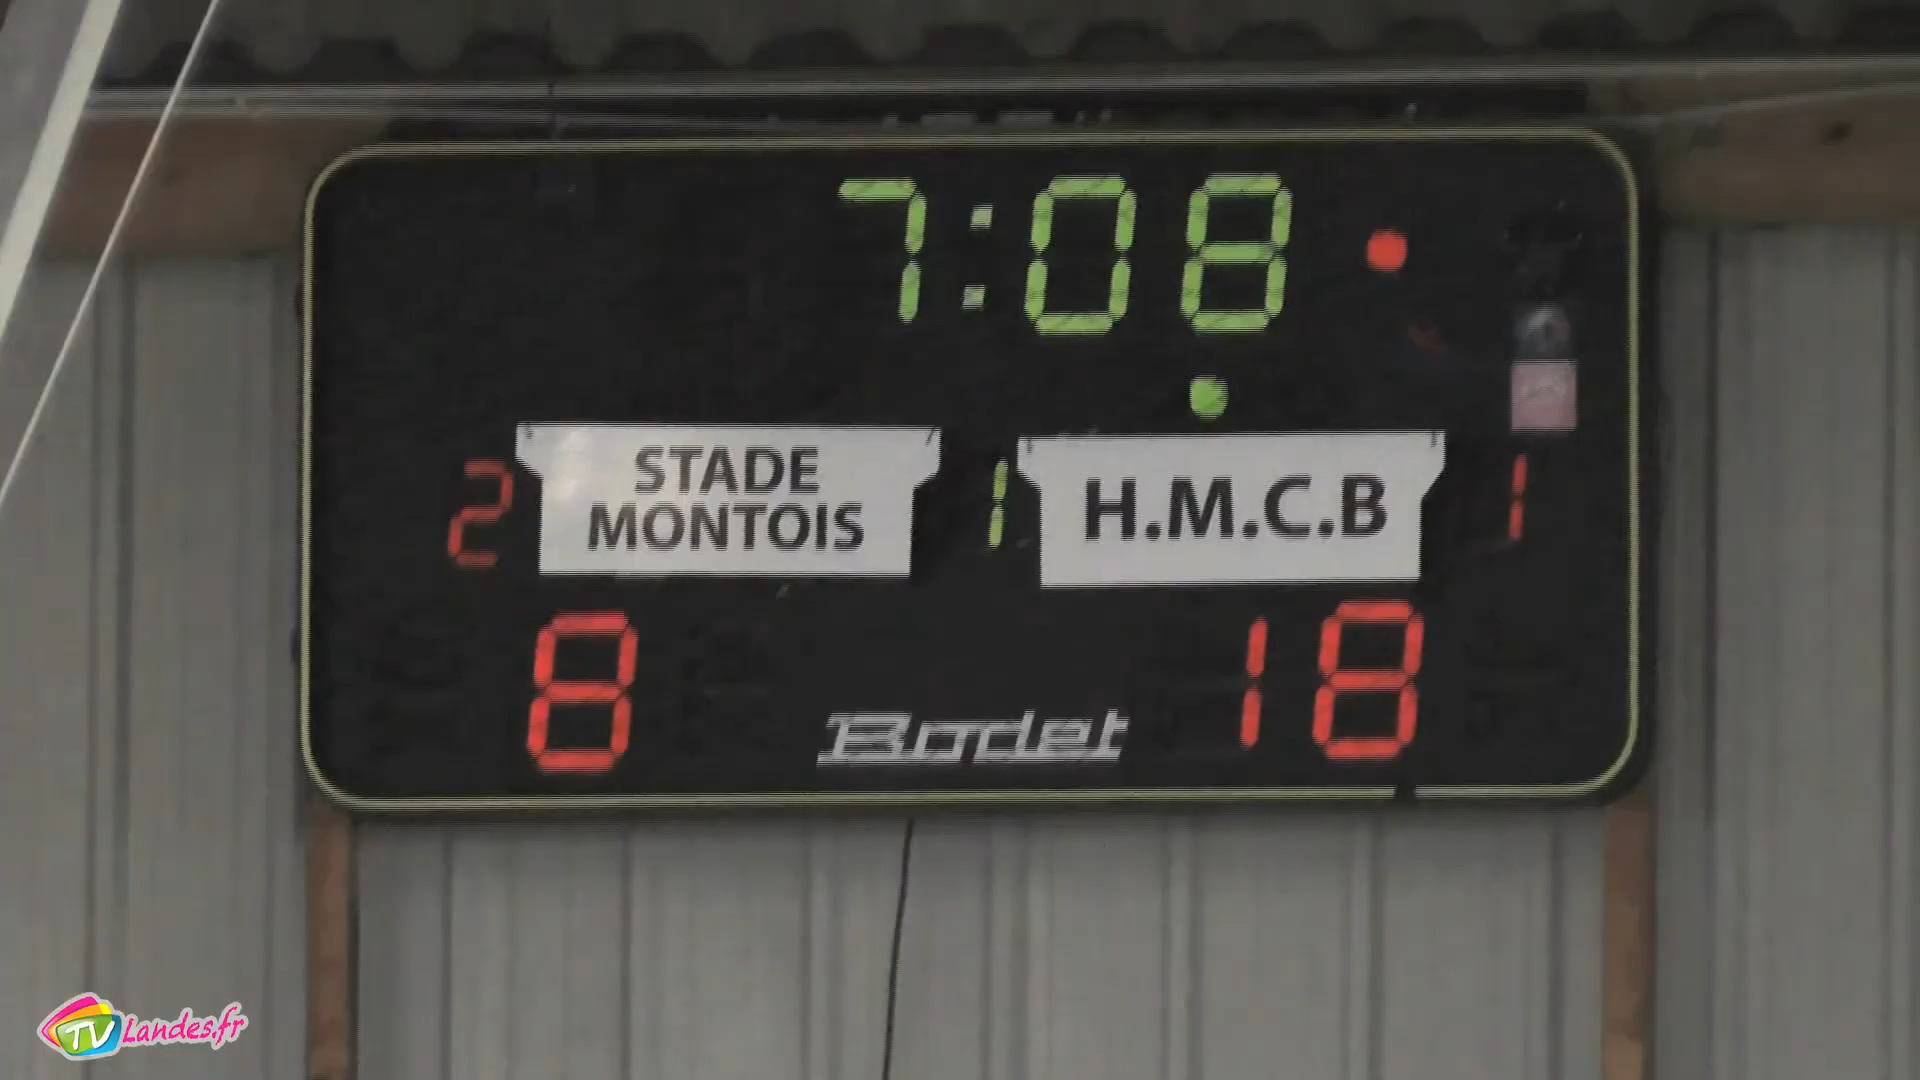 7:08
2
STADE
MONTOIS
1
H.M.C.B
1
8
18
Bodet
TV Landes.fr